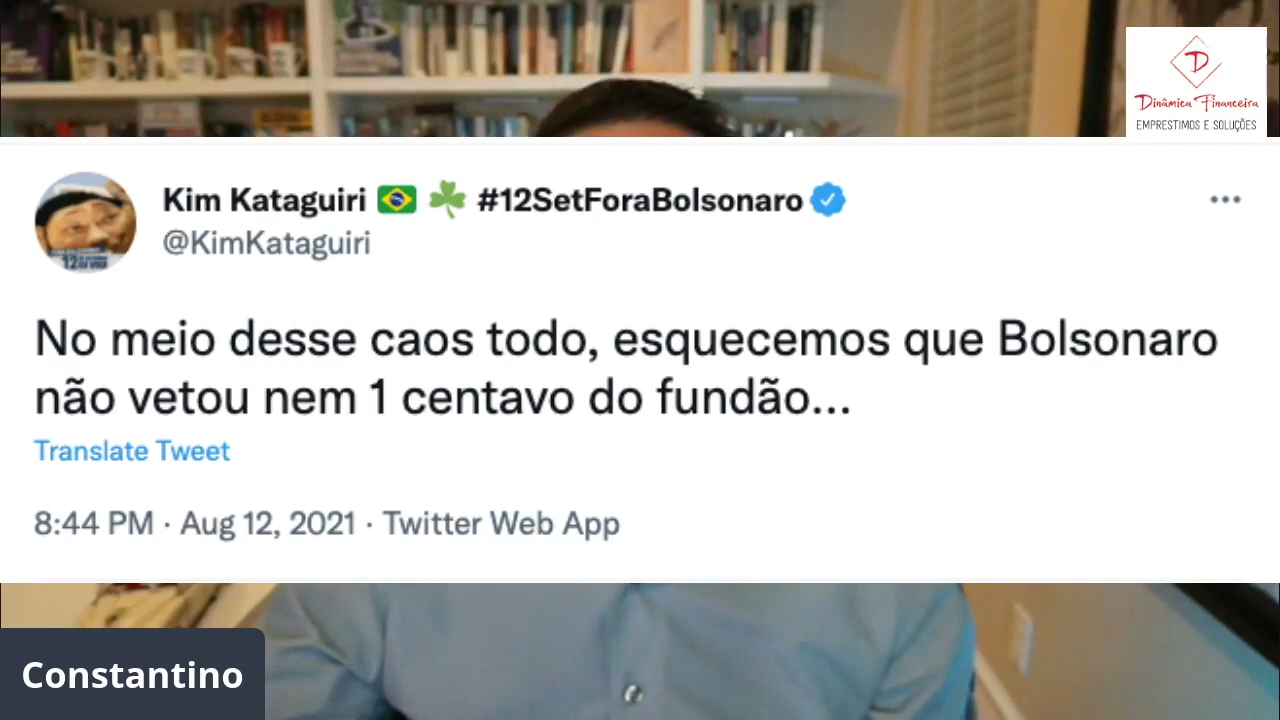 D
Dinâmica Financeira
EMPRESTIMOS E SOLUÇÕES
Kim Kataguiri 🇧🇷 ☘️ #12SetForaBolsonaro
@KimKataguiri
12
No meio desse caos todo, esquecemos que Bolsonaro
não vetou nem 1 centavo do fundão...
Translate Tweet
8:44 PM · Aug 12, 2021 · Twitter Web App
Constantino